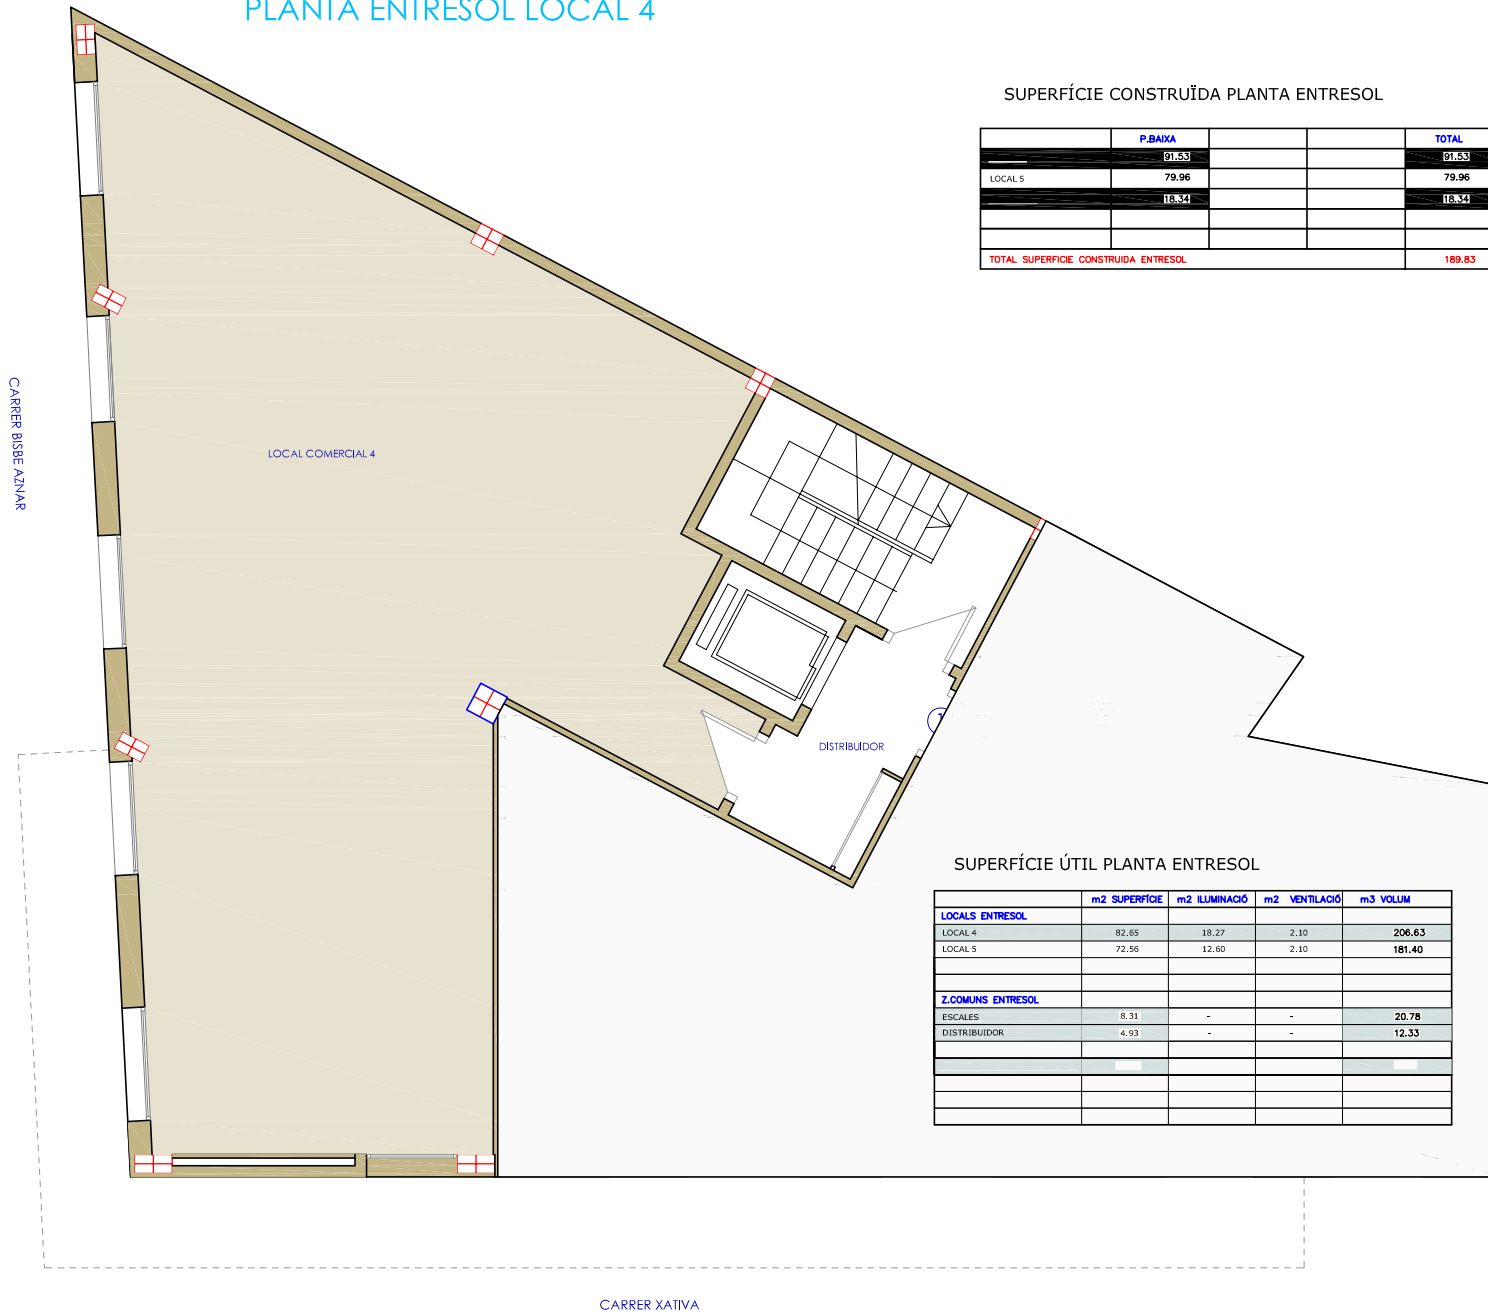 PLANTA ENTRESOL LOCAL 4
SUPERFÍCIE CONSTRUÏDA PLANTA ENTRESOL
P.BAIXA TOTAL
91.53 91.53
LOCAL 5 79.96 79.96
18.34 18.34
TOTAL SUPERFICIE CONSTRUIDA ENTRESOL 189.83
CARRER BISBE AZNAR
LOCAL COMERCIAL 4
DISTRIBUIDOR
1
SUPERFÍCIE ÚTIL PLANTA ENTRESOL
m2 SUPERFÍCIE m2 ILUMINACIÓ m2 VENTILACIÓ m3 VOLUM
LOCALS ENTRESOL
LOCAL 4 82.65 18.27 2.10 206.63
LOCAL 5 72.56 12.60 2.10 181.40
Z.COMUNS ENTRESOL
ESCALES 8.31 - - 20.78
DISTRIBUIDOR 4.93 - - 12.33
CARRER XATIVA